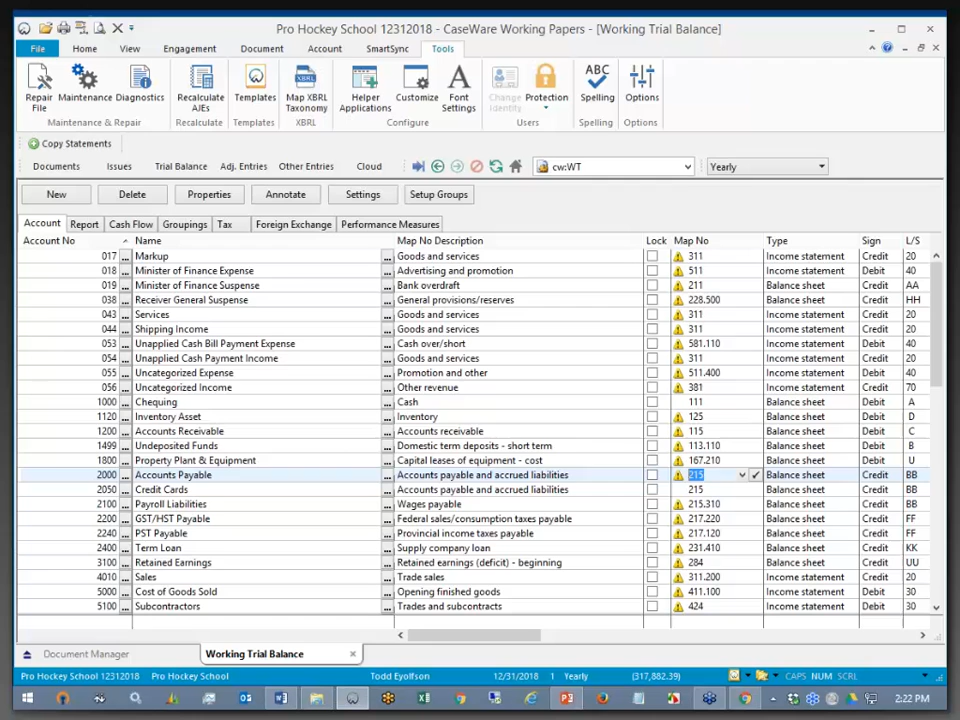 Pro Hockey School 12312018 - CaseWare Working Papers - [Working Trial Balance]
File Home View Engagement Document Account SmartSync Tools
Repair File Maintenance Diagnostics Recalculate AJEs Templates Map XBRL Taxonomy Helper Applications Customize Font Settings Change Identity Protection ABC Spelling Options
Maintenance & Repair Recalculate Templates XBRL Configure Users Spelling Options
Copy Statements
Documents Issues Trial Balance Adj. Entries Other Entries Cloud cw:WT Yearly
New Delete Properties Annotate Settings Setup Groups
Account Report Cash Flow Groupings Tax Foreign Exchange Performance Measures
Account No Name Map No Description Lock Map No Type Sign L/S
017 ... Markup ... Goods and services 311 Income statement Credit 20
018 ... Minister of Finance Expense ... Advertising and promotion 511 Income statement Debit 40
019 ... Minister of Finance Suspense ... Bank overdraft 211 Balance sheet Credit AA
038 ... Receiver General Suspense ... General provisions/reserves 228.500 Balance sheet Credit HH
043 ... Services ... Goods and services 311 Income statement Credit 20
044 ... Shipping Income ... Goods and services 311 Income statement Credit 20
053 ... Unapplied Cash Bill Payment Expense ... Cash over/short 581.110 Income statement Debit 40
054 ... Unapplied Cash Payment Income ... Goods and services 311 Income statement Credit 20
055 ... Uncategorized Expense ... Promotion and other 511.400 Income statement Debit 40
056 ... Uncategorized Income ... Other revenue 381 Income statement Credit 70
1000 ... Chequing ... Cash 111 Balance sheet Debit A
1120 ... Inventory Asset ... Inventory 125 Balance sheet Debit D
1200 ... Accounts Receivable ... Accounts receivable 115 Balance sheet Debit C
1499 ... Undeposited Funds ... Domestic term deposits - short term 113.110 Balance sheet Debit B
1800 ... Property Plant & Equipment ... Capital leases of equipment - cost 167.210 Balance sheet Debit U
2000 ... Accounts Payable ... Accounts payable and accrued liabilities 215 Balance sheet Credit BB
2050 ... Credit Cards ... Accounts payable and accrued liabilities 215 Balance sheet Credit BB
2100 ... Payroll Liabilities ... Wages payable 215.310 Balance sheet Credit BB
2200 ... GST/HST Payable ... Federal sales/consumption taxes payable 217.220 Balance sheet Credit FF
2240 ... PST Payable ... Provincial income taxes payable 217.120 Balance sheet Credit FF
2400 ... Term Loan ... Supply company loan 231.410 Balance sheet Credit KK
3100 ... Retained Earnings ... Retained earnings (deficit) - beginning 284 Balance sheet Credit UU
4010 ... Sales ... Trade sales 311.200 Income statement Credit 20
5000 ... Cost of Goods Sold ... Opening finished goods 411.100 Income statement Debit 30
5100 ... Subcontractors ... Trades and subcontracts 424 Income statement Debit 30
Document Manager Working Trial Balance
Pro Hockey School 12312018 Pro Hockey School Todd Eyolfson 12/31/2018 1 Yearly (317,882.39) CAPS NUM SCRL
2:22 PM